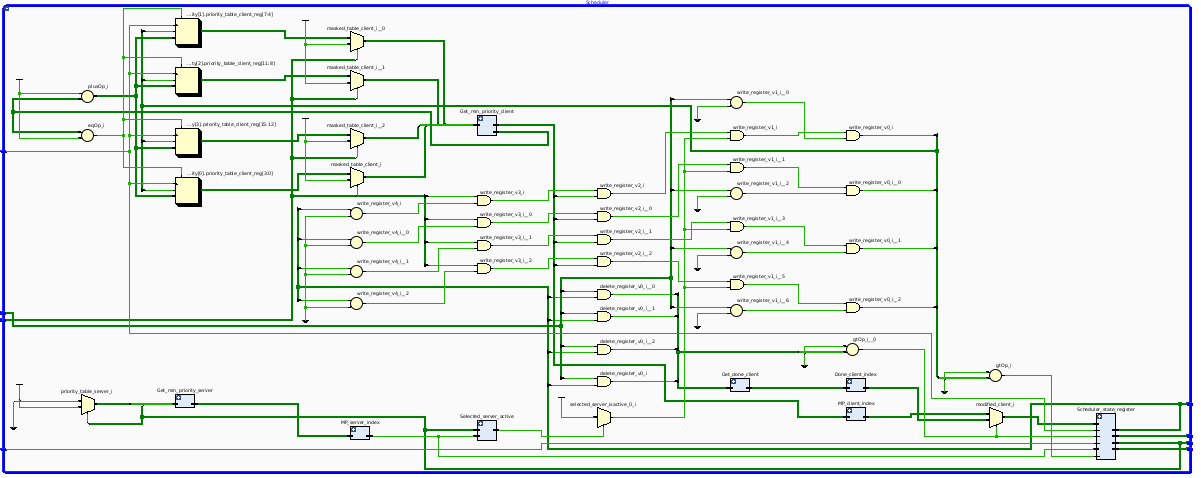 Scheduler
...ity[1].priority_table_client_reg[7:4]
masked_table_client_i__0
...ty[2].priority_table_client_reg[11:8]
masked_table_client_i__1
plusOp_i
write_register_v1_i__0
Get_min_priority_client
...y[3].priority_table_client_reg[15:12]
masked_table_client_i__2
eqOp_i
write_register_v1_i
write_register_v0_i
write_register_v1_i__1
masked_table_client_i
...ity[0].priority_table_client_reg[3:0]
write_register_v0_i__0
write_register_v1_i__2
write_register_v2_i
write_register_v3_i
write_register_v4_i
write_register_v2_i__0
write_register_v3_i__0
write_register_v1_i__3
write_register_v4_i__0
write_register_v2_i__1
write_register_v3_i__1
write_register_v0_i__1
write_register_v1_i__4
write_register_v2_i__2
write_register_v3_i__2
write_register_v4_i__1
write_register_v1_i__5
delete_register_v0_i__0
write_register_v4_i__2
write_register_v0_i__2
write_register_v1_i__6
delete_register_v0_i__1
gtOp_i__0
delete_register_v0_i__2
gtOp_i
delete_register_v0_i
Get_done_client
Done_client_index
priority_table_server_i
Get_min_priority_server
selected_server_isactive_0_i
MP_client_index
modified_client_i
Scheduler_state_register
Selected_server_active
MP_server_index